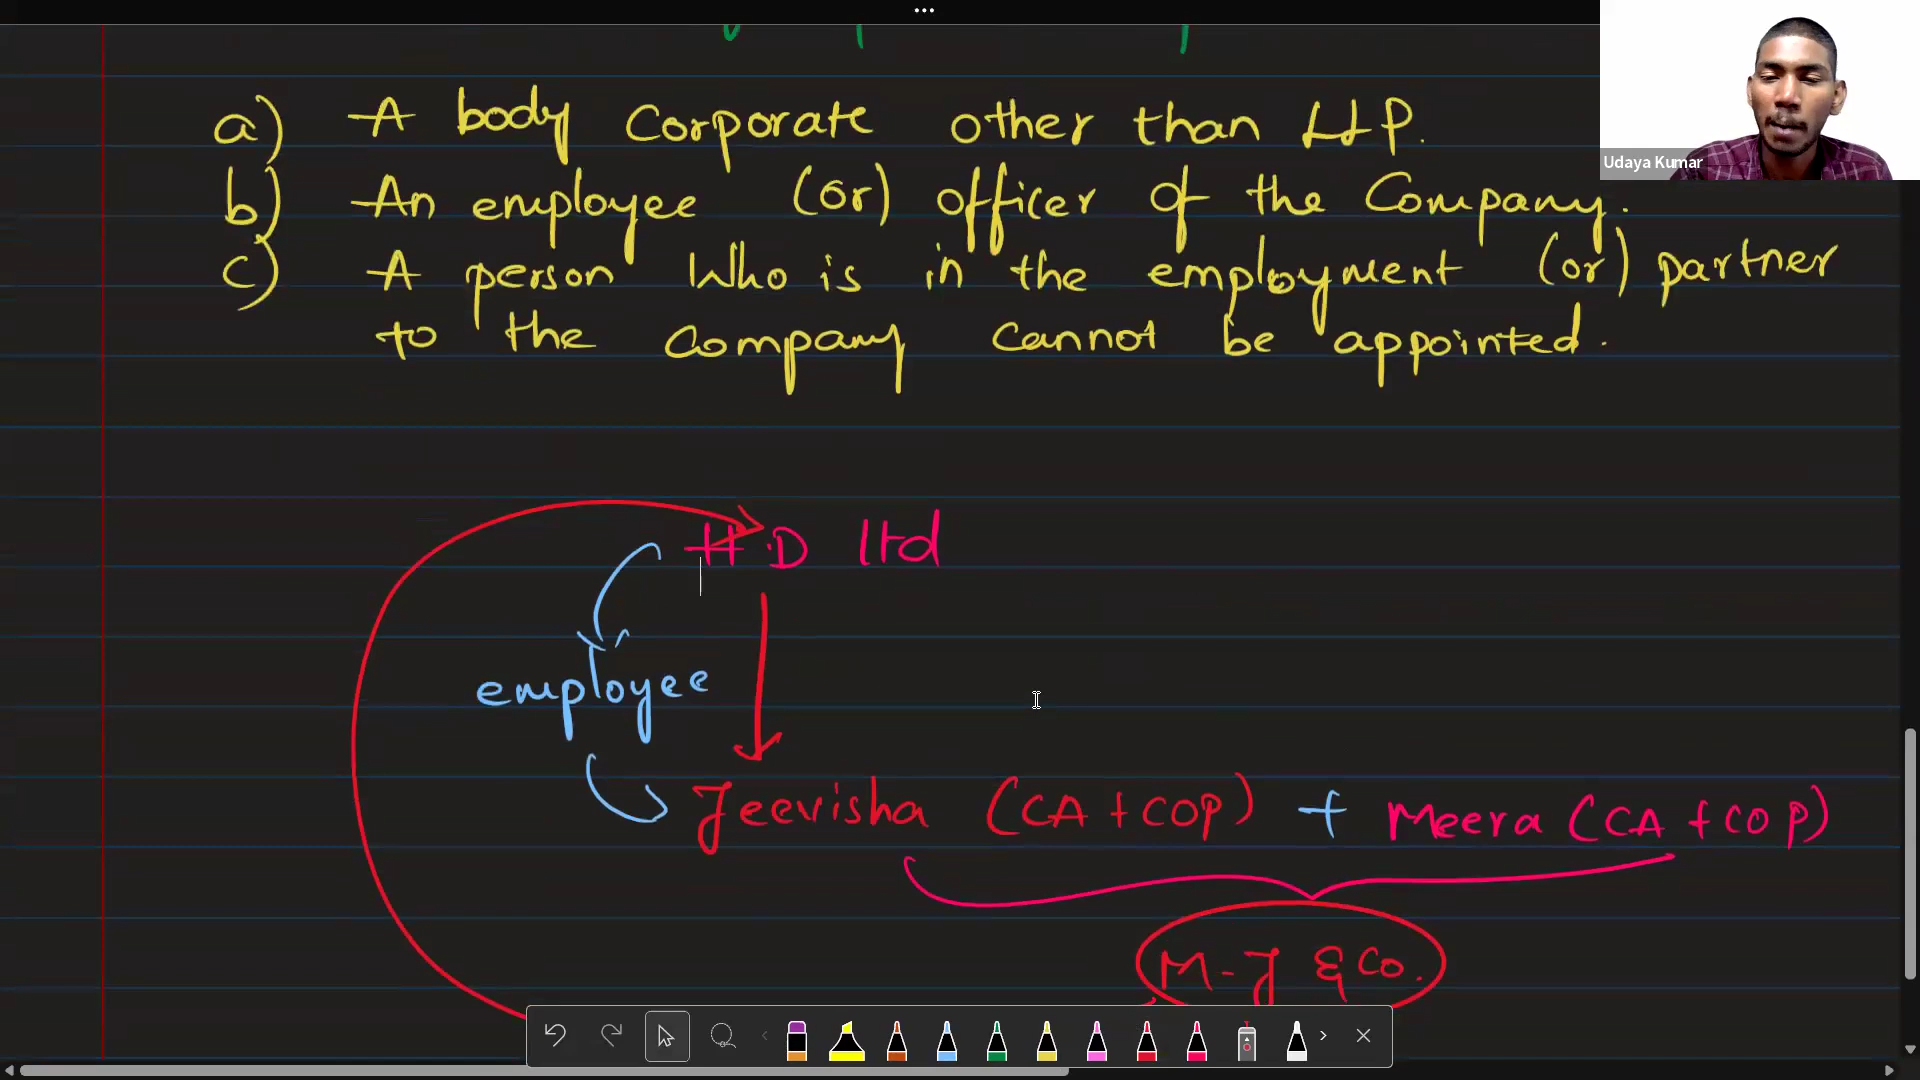 Udaya Kumar
a) A body Corporate other than LLP.
b) An employee (or) officer of the Company.
c) A person Who is in the employment (or) partner
to the Company cannot be appointed.
H.D ltd
employee
Jeevisha (CA + COP) + Meera (CA + COP)
M-J & Co.